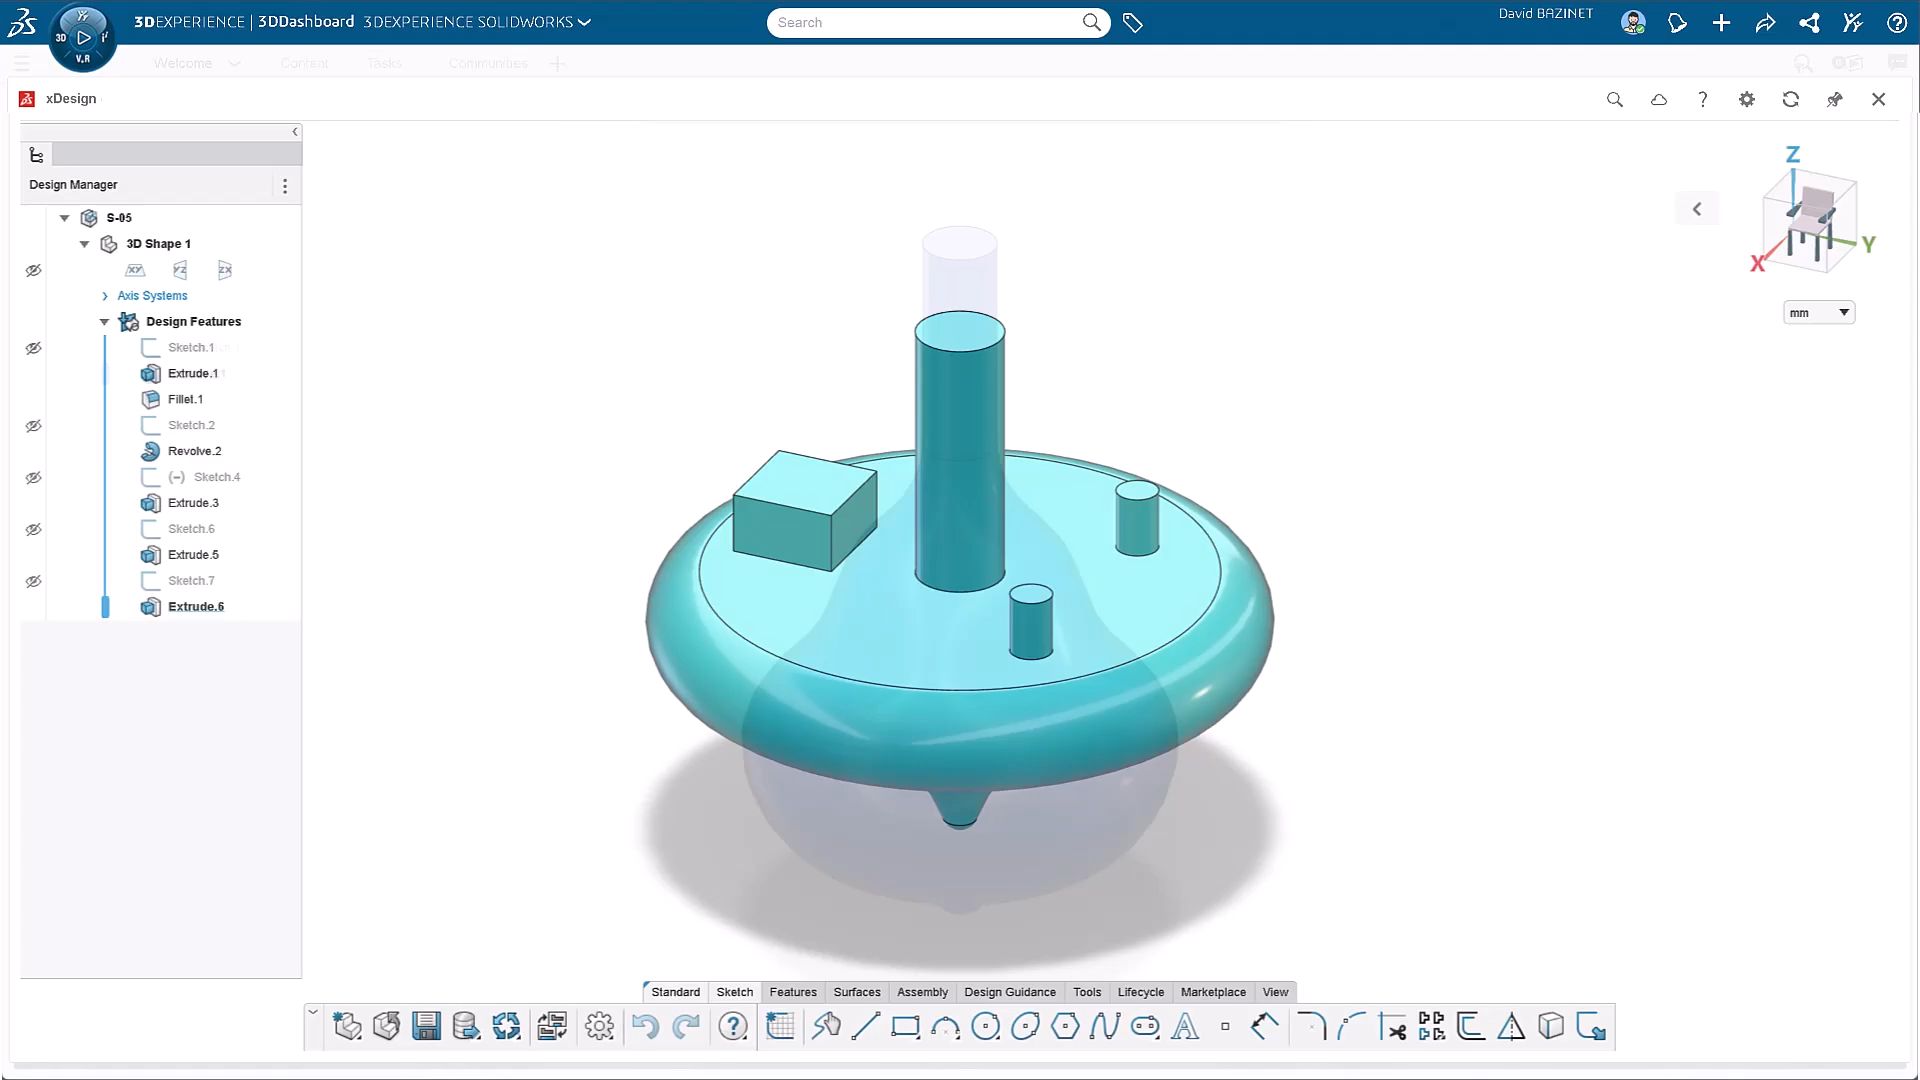 3DEXPERIENCE | 3DDashboard 3DEXPERIENCE SOLIDWORKS
Search
David BAZINET
3D
V.R
Welcome
Content
Tasks
Communities
xDesign
Design Manager
S-05
3D Shape 1
XY YZ ZX
Axis Systems
Design Features
Sketch.1
Extrude.1
Fillet.1
Sketch.2
Revolve.2
(−) Sketch.4
Extrude.3
Sketch.6
Extrude.5
Sketch.7
Extrude.6
Z
Y
X
mm
Standard Sketch Features Surfaces Assembly Design Guidance Tools Lifecycle Marketplace View